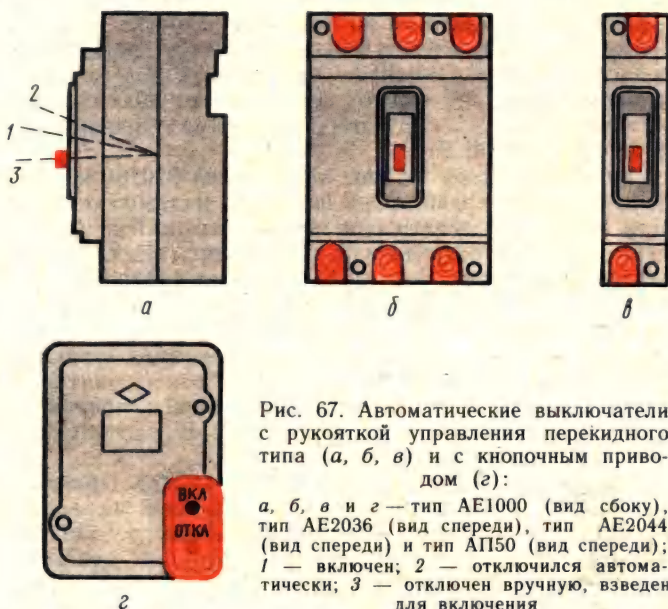 2
1
3
а
б
в
ВКЛ
ОТКЛ
г
Рис. 67. Автоматические выключатели
с рукояткой управления перекидного
типа (а, б, в) и с кнопочным приво-
дом (г):
а, б, в и г — тип АЕ1000 (вид сбоку),
тип АЕ2036 (вид спереди), тип АЕ2044
(вид спереди) и тип АП50 (вид спереди);
1 — включен; 2 — отключился автома-
тически; 3 — отключен вручную, взведен
для включения